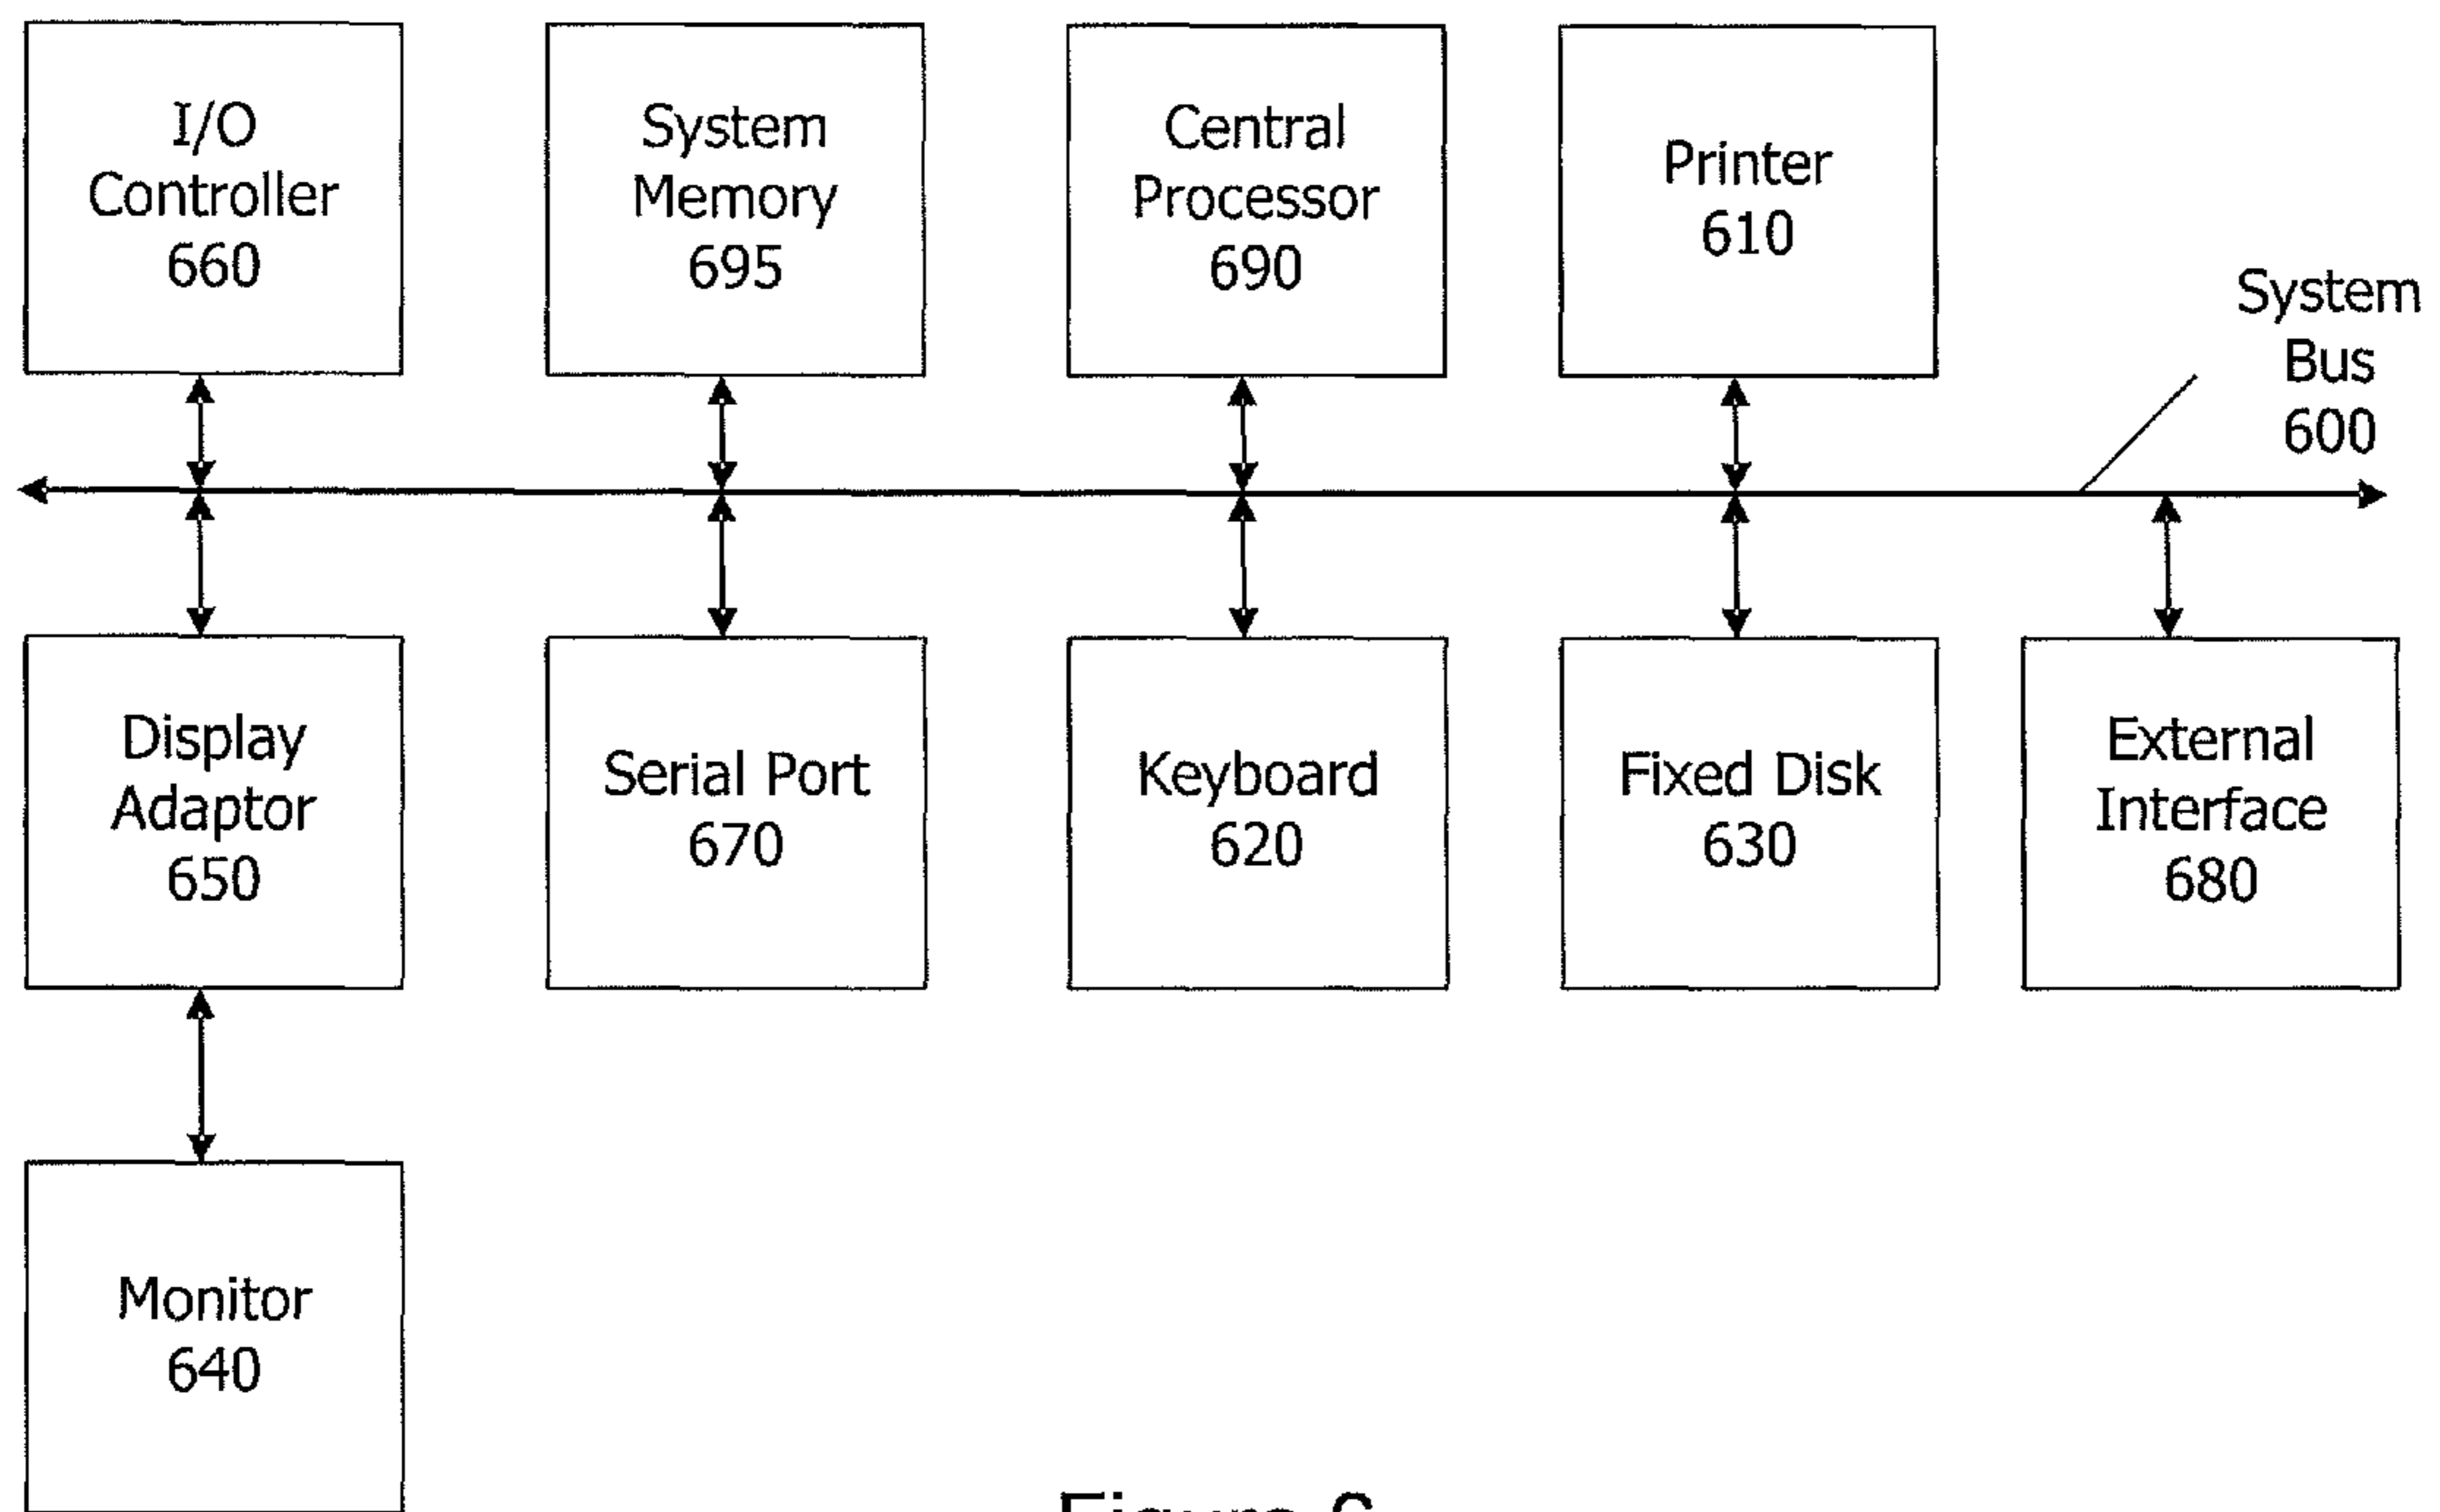 I/O
Controller
660
System
Memory
695
Central
Processor
690
Printer
610
System
Bus
600
Display
Adaptor
650
Serial Port
670
Keyboard
620
Fixed Disk
630
External
Interface
680
Monitor
640
Figure